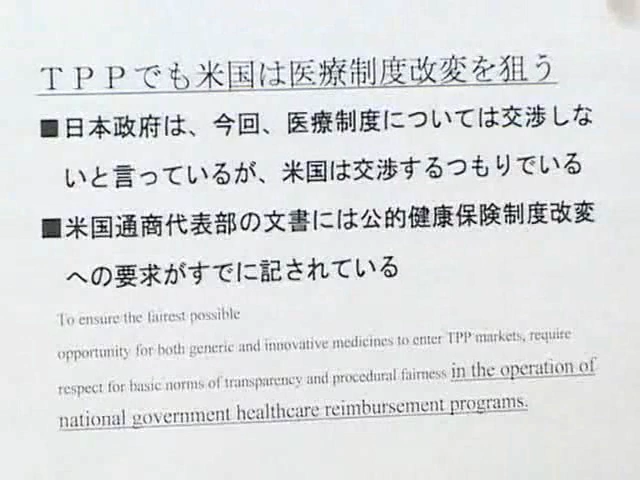 ＴＰＰでも米国は医療制度改変を狙う
■日本政府は、今回、医療制度については交渉しな
いと言っているが、米国は交渉するつもりでいる
■米国通商代表部の文書には公的健康保険制度改変
への要求がすでに記されている
To ensure the fairest possible
opportunity for both generic and innovative medicines to enter TPP markets, require
respect for basic norms of transparency and procedural fairness in the operation of
national government healthcare reimbursement programs.